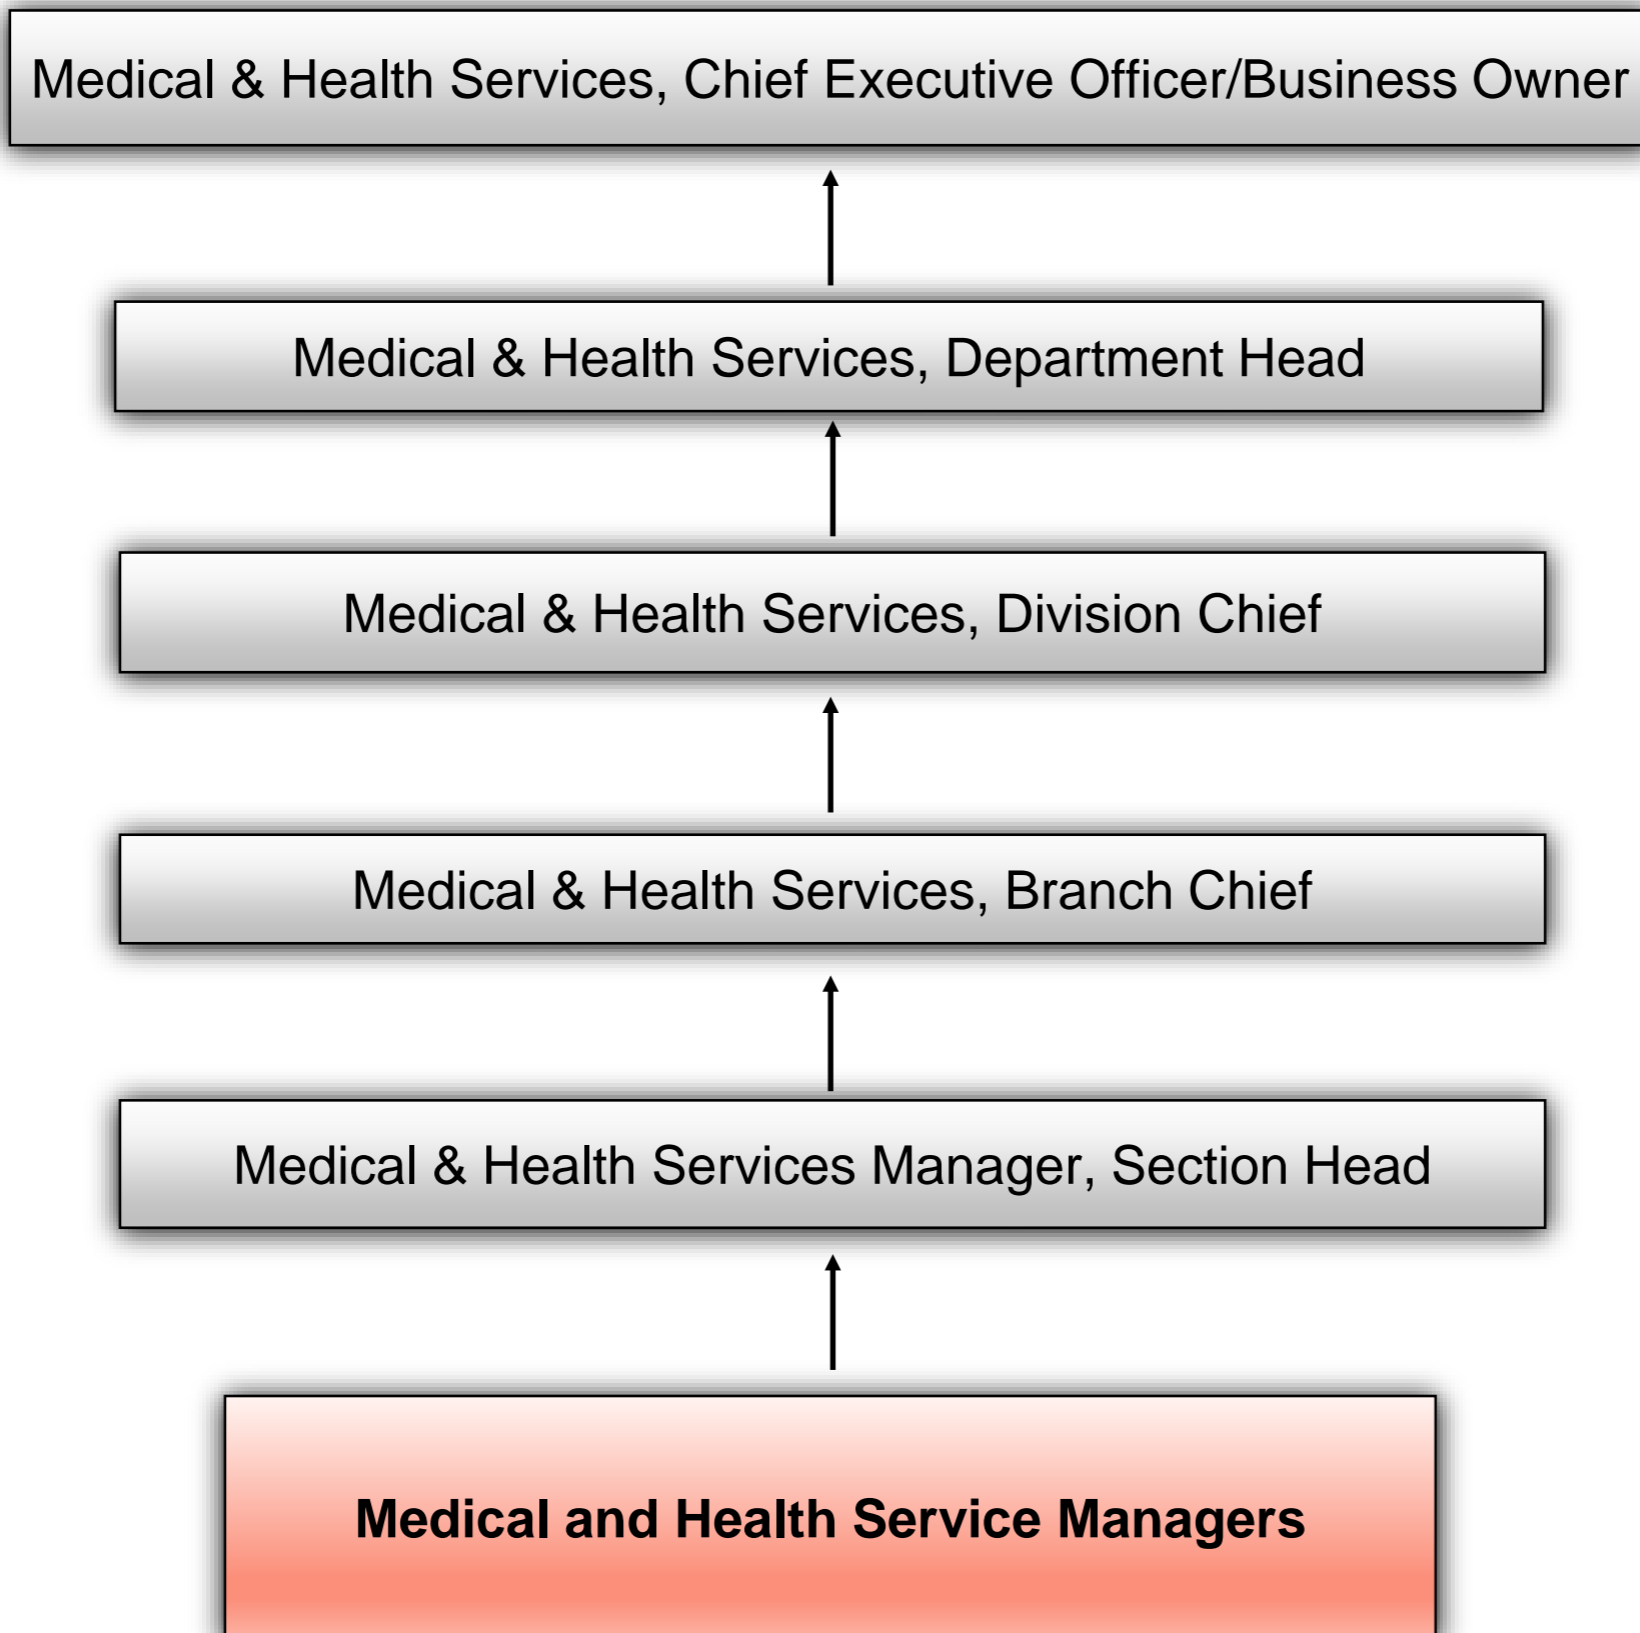 Medical & Health Services, Chief Executive Officer/Business Owner
Medical & Health Services, Department Head
Medical & Health Services, Division Chief
Medical & Health Services, Branch Chief
Medical & Health Services Manager, Section Head
Medical and Health Service Managers